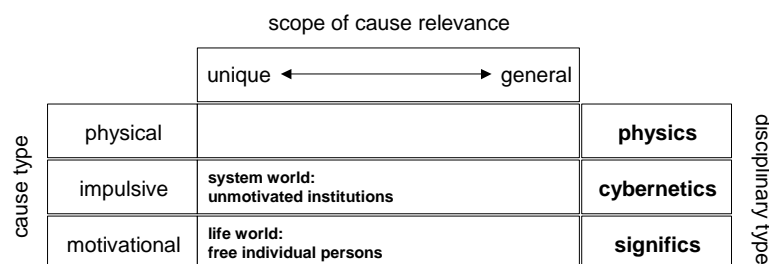 scope of cause relevance
unique general
cause type
physical physics
impulsive system world: cybernetics
unmotivated institutions
motivational life world: significs
free individual persons
disciplinary type